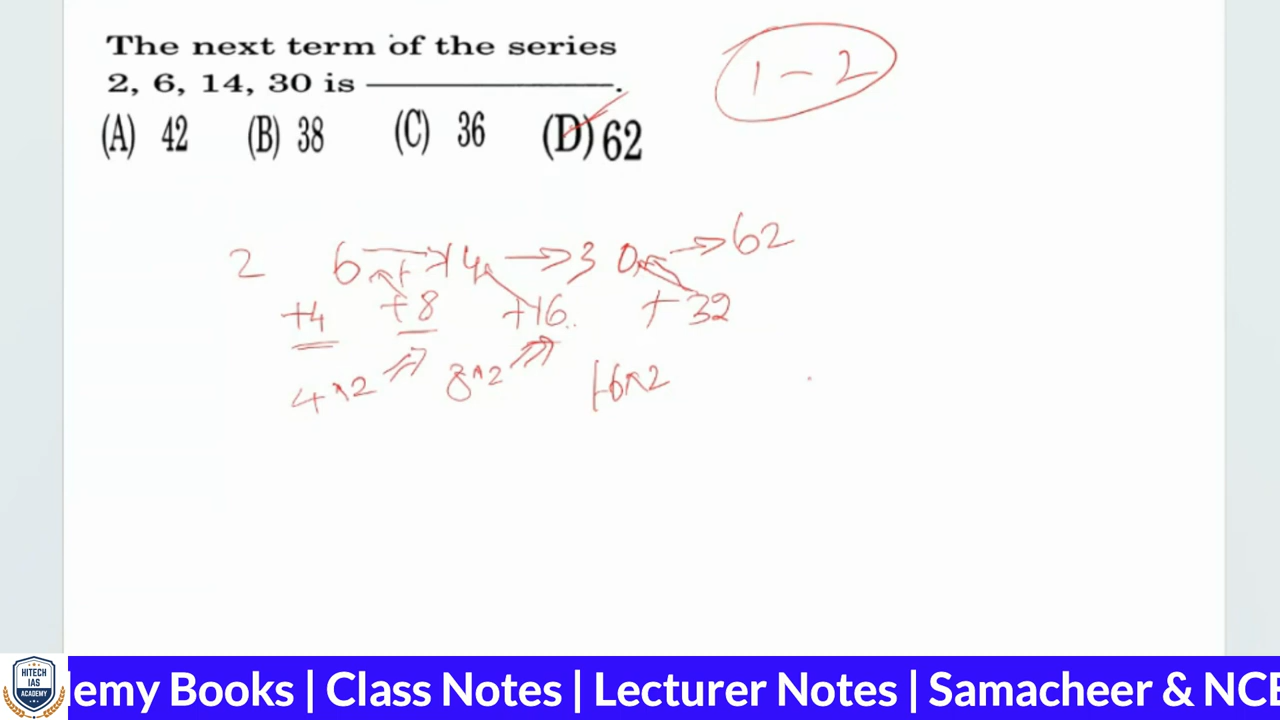 The next term of the series
2, 6, 14, 30 is ____________.
(A) 42 (B) 38 (C) 36 (D) 62
1 - 2
2 6 → 14 → 30 → 62
+4 +8 +16 +32
4×2 8×2 16×2
HITECH
IAS
ACADEMY
emy Books | Class Notes | Lecturer Notes | Samacheer & NCE